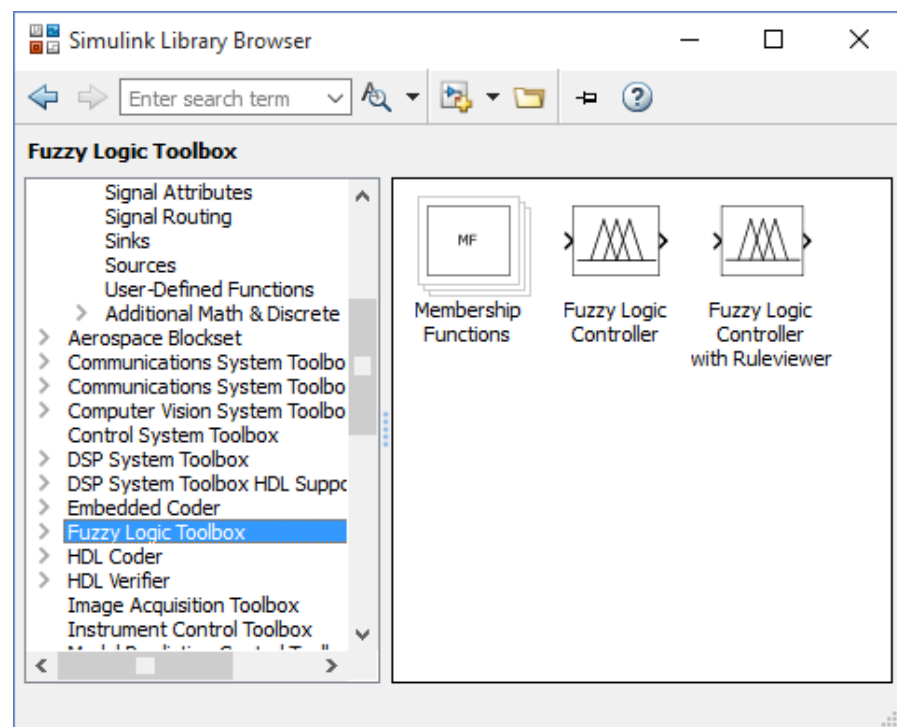 Simulink Library Browser
Enter search term
Fuzzy Logic Toolbox
Signal Attributes
Signal Routing
Sinks
Sources
User-Defined Functions
Additional Math & Discrete
Aerospace Blockset
Communications System Toolbo
Communications System Toolbo
Computer Vision System Toolbo
Control System Toolbox
DSP System Toolbox
DSP System Toolbox HDL Suppo
Embedded Coder
Fuzzy Logic Toolbox
HDL Coder
HDL Verifier
Image Acquisition Toolbox
Instrument Control Toolbox
MF
Membership
Functions
Fuzzy Logic
Controller
Fuzzy Logic
Controller
with Ruleviewer